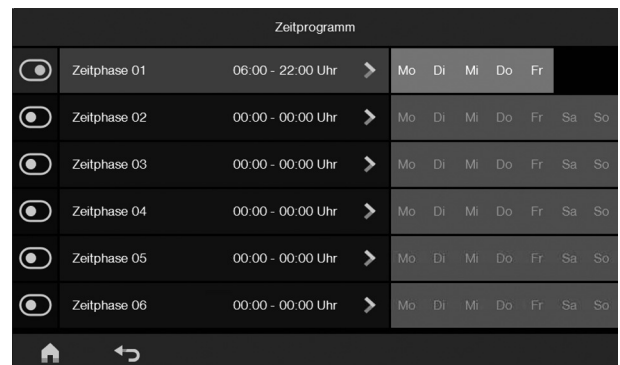 Zeitprogramm
Zeitphase 01 06:00 - 22:00 Uhr Mo Di Mi Do Fr
Zeitphase 02 00:00 - 00:00 Uhr Mo Di Mi Do Fr Sa So
Zeitphase 03 00:00 - 00:00 Uhr Mo Di Mi Do Fr Sa So
Zeitphase 04 00:00 - 00:00 Uhr Mo Di Mi Do Fr Sa So
Zeitphase 05 00:00 - 00:00 Uhr Mo Di Mi Do Fr Sa So
Zeitphase 06 00:00 - 00:00 Uhr Mo Di Mi Do Fr Sa So